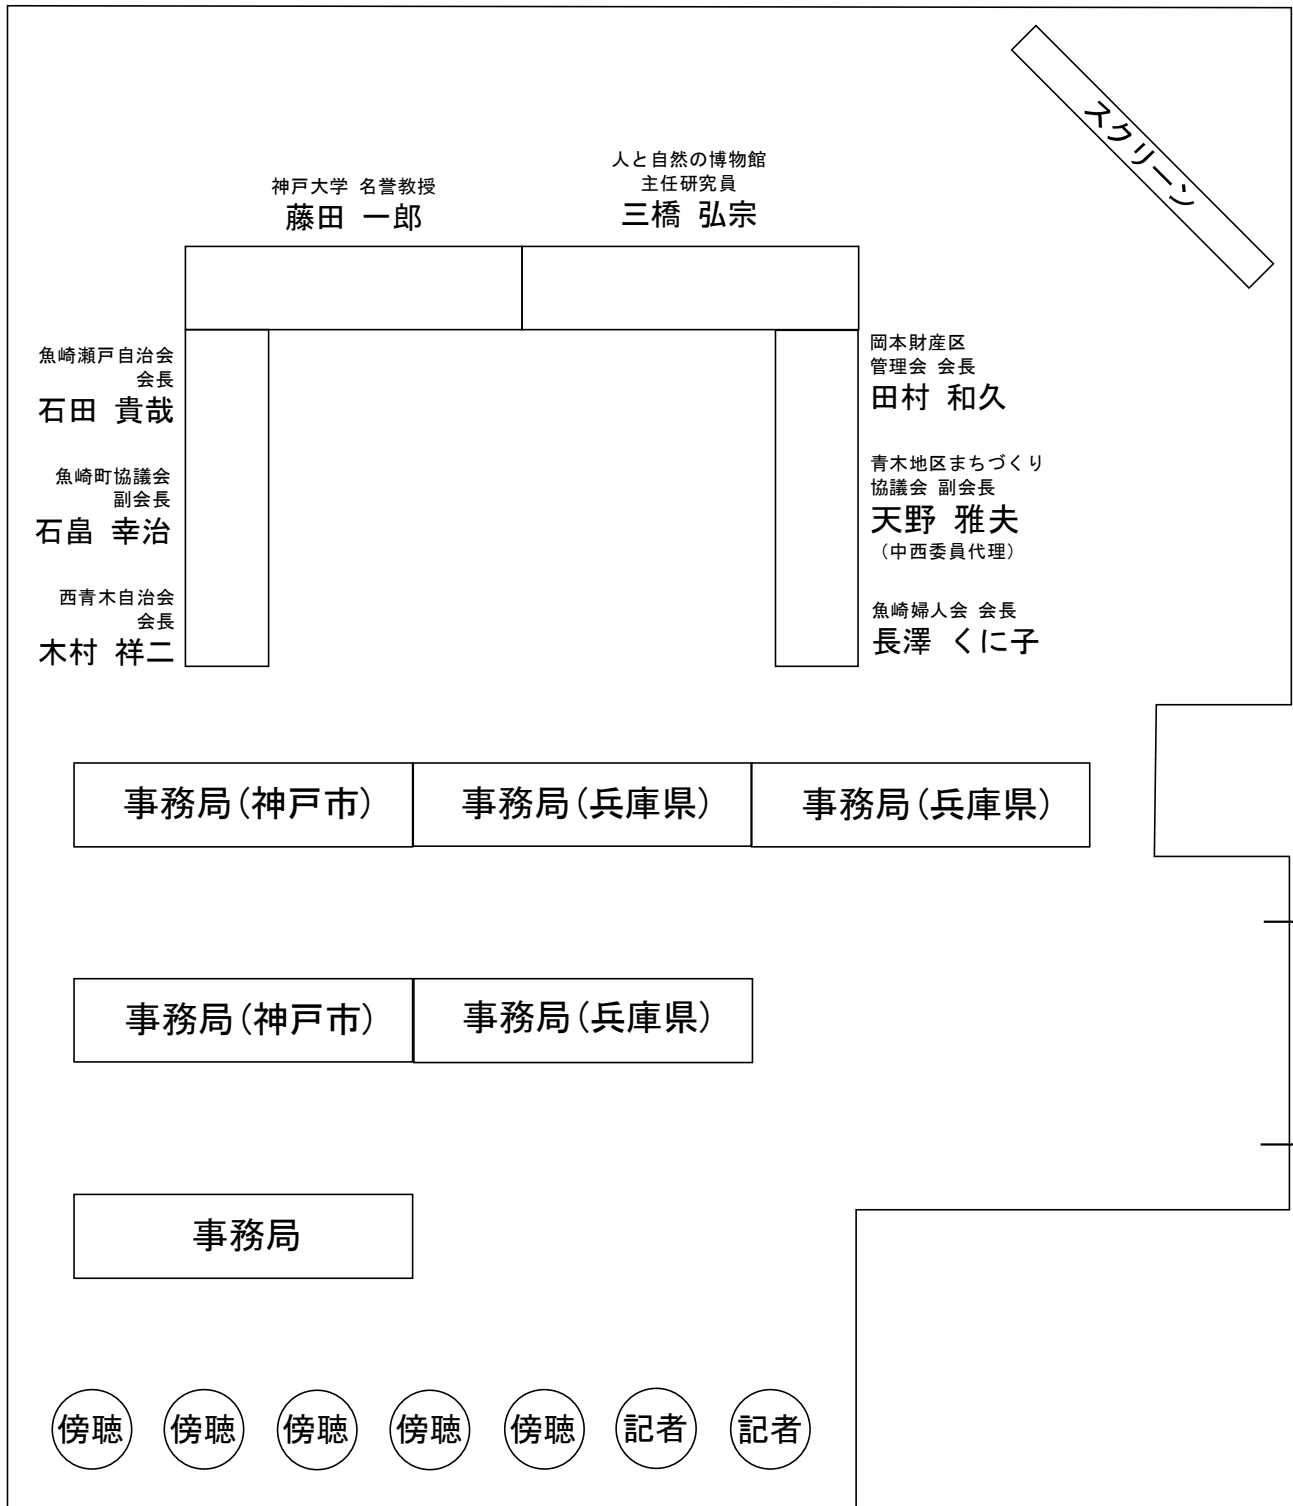 スクリーン
神戸大学 名誉教授
藤田 一郎
人と自然の博物館
主任研究員
三橋 弘宗
魚崎瀬戸自治会
会長
石田 貴哉
魚崎町協議会
副会長
石畠 幸治
西青木自治会
会長
木村 祥二
岡本財産区
管理会 会長
田村 和久
青木地区まちづくり
協議会 副会長
天野 雅夫
（中西委員代理）
魚崎婦人会 会長
長澤 くに子
事務局（神戸市）
事務局（兵庫県）
事務局（兵庫県）
事務局（神戸市）
事務局（兵庫県）
事務局
傍聴
傍聴
傍聴
傍聴
傍聴
記者
記者